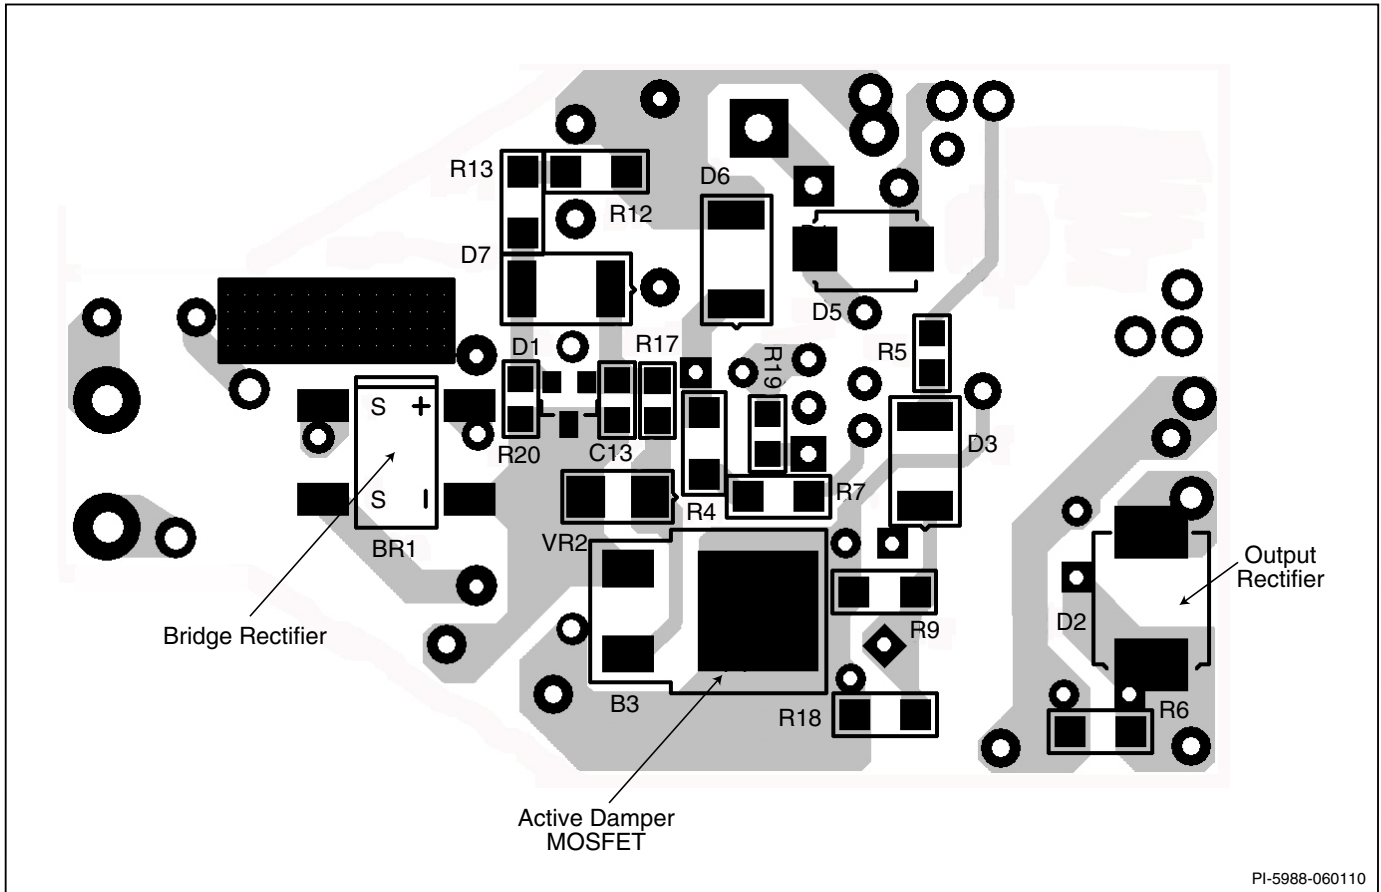 R13
R12
D6
D7
D5
D1
R17
R19
R5
S +
S –
BR1
R20
C13
R4
R7
D3
VR2
Output
Rectifier
Bridge Rectifier
R9
D2
B3
R18
R6
Active Damper
MOSFET
PI-5988-060110